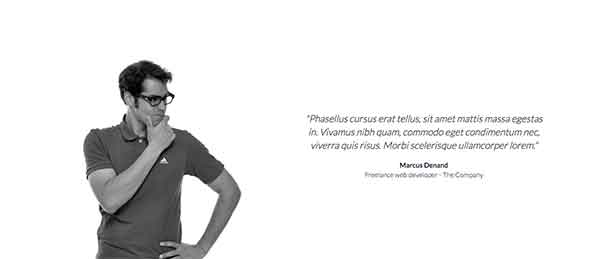 "Phasellus cursus erat tellus, sit amet mattis massa egestas
in. Vivamus nibh quam, commodo eget condimentum nec,
viverra quis risus. Morbi scelerisque ullamcorper lorem."
Marcus Denand
Freelance web developer - The Company